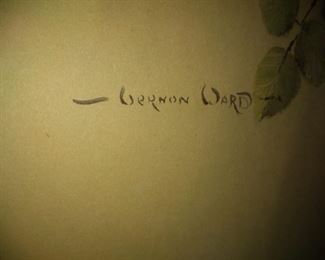 — Vernon Ward —